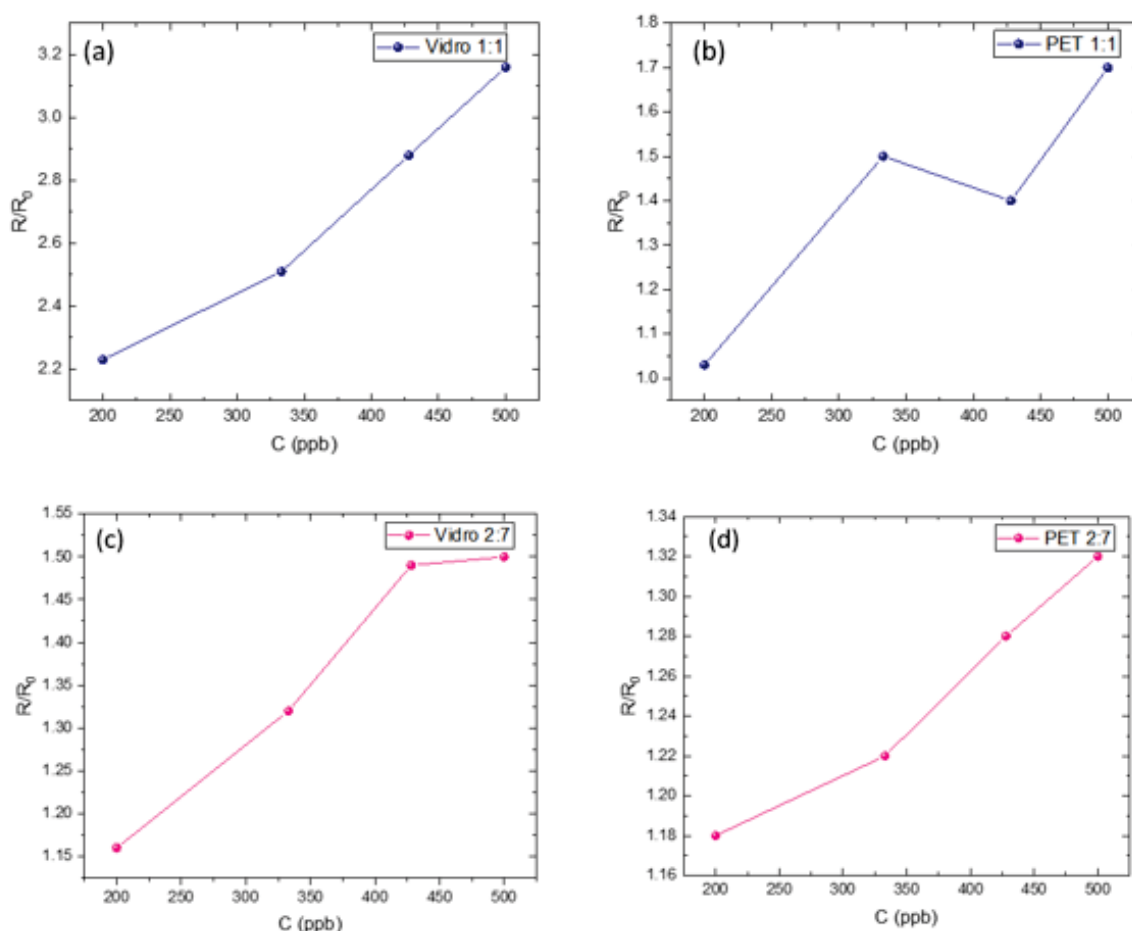 (a)
Vidro 1:1
3.2
3.0
2.8
2.6
2.4
2.2
R/R₀
200 250 300 350 400 450 500
C (ppb)
(b)
PET 1:1
1.8
1.7
1.6
1.5
1.4
1.3
1.2
1.1
1.0
R/R₀
200 250 300 350 400 450 500
C (ppb)
(c)
Vidro 2:7
1.55
1.50
1.45
1.40
1.35
1.30
1.25
1.20
1.15
R/R₀
200 250 300 350 400 450 500
C (ppb)
(d)
PET 2:7
1.34
1.32
1.30
1.28
1.26
1.24
1.22
1.20
1.18
1.16
R/R₀
200 250 300 350 400 450 500
C (ppb)